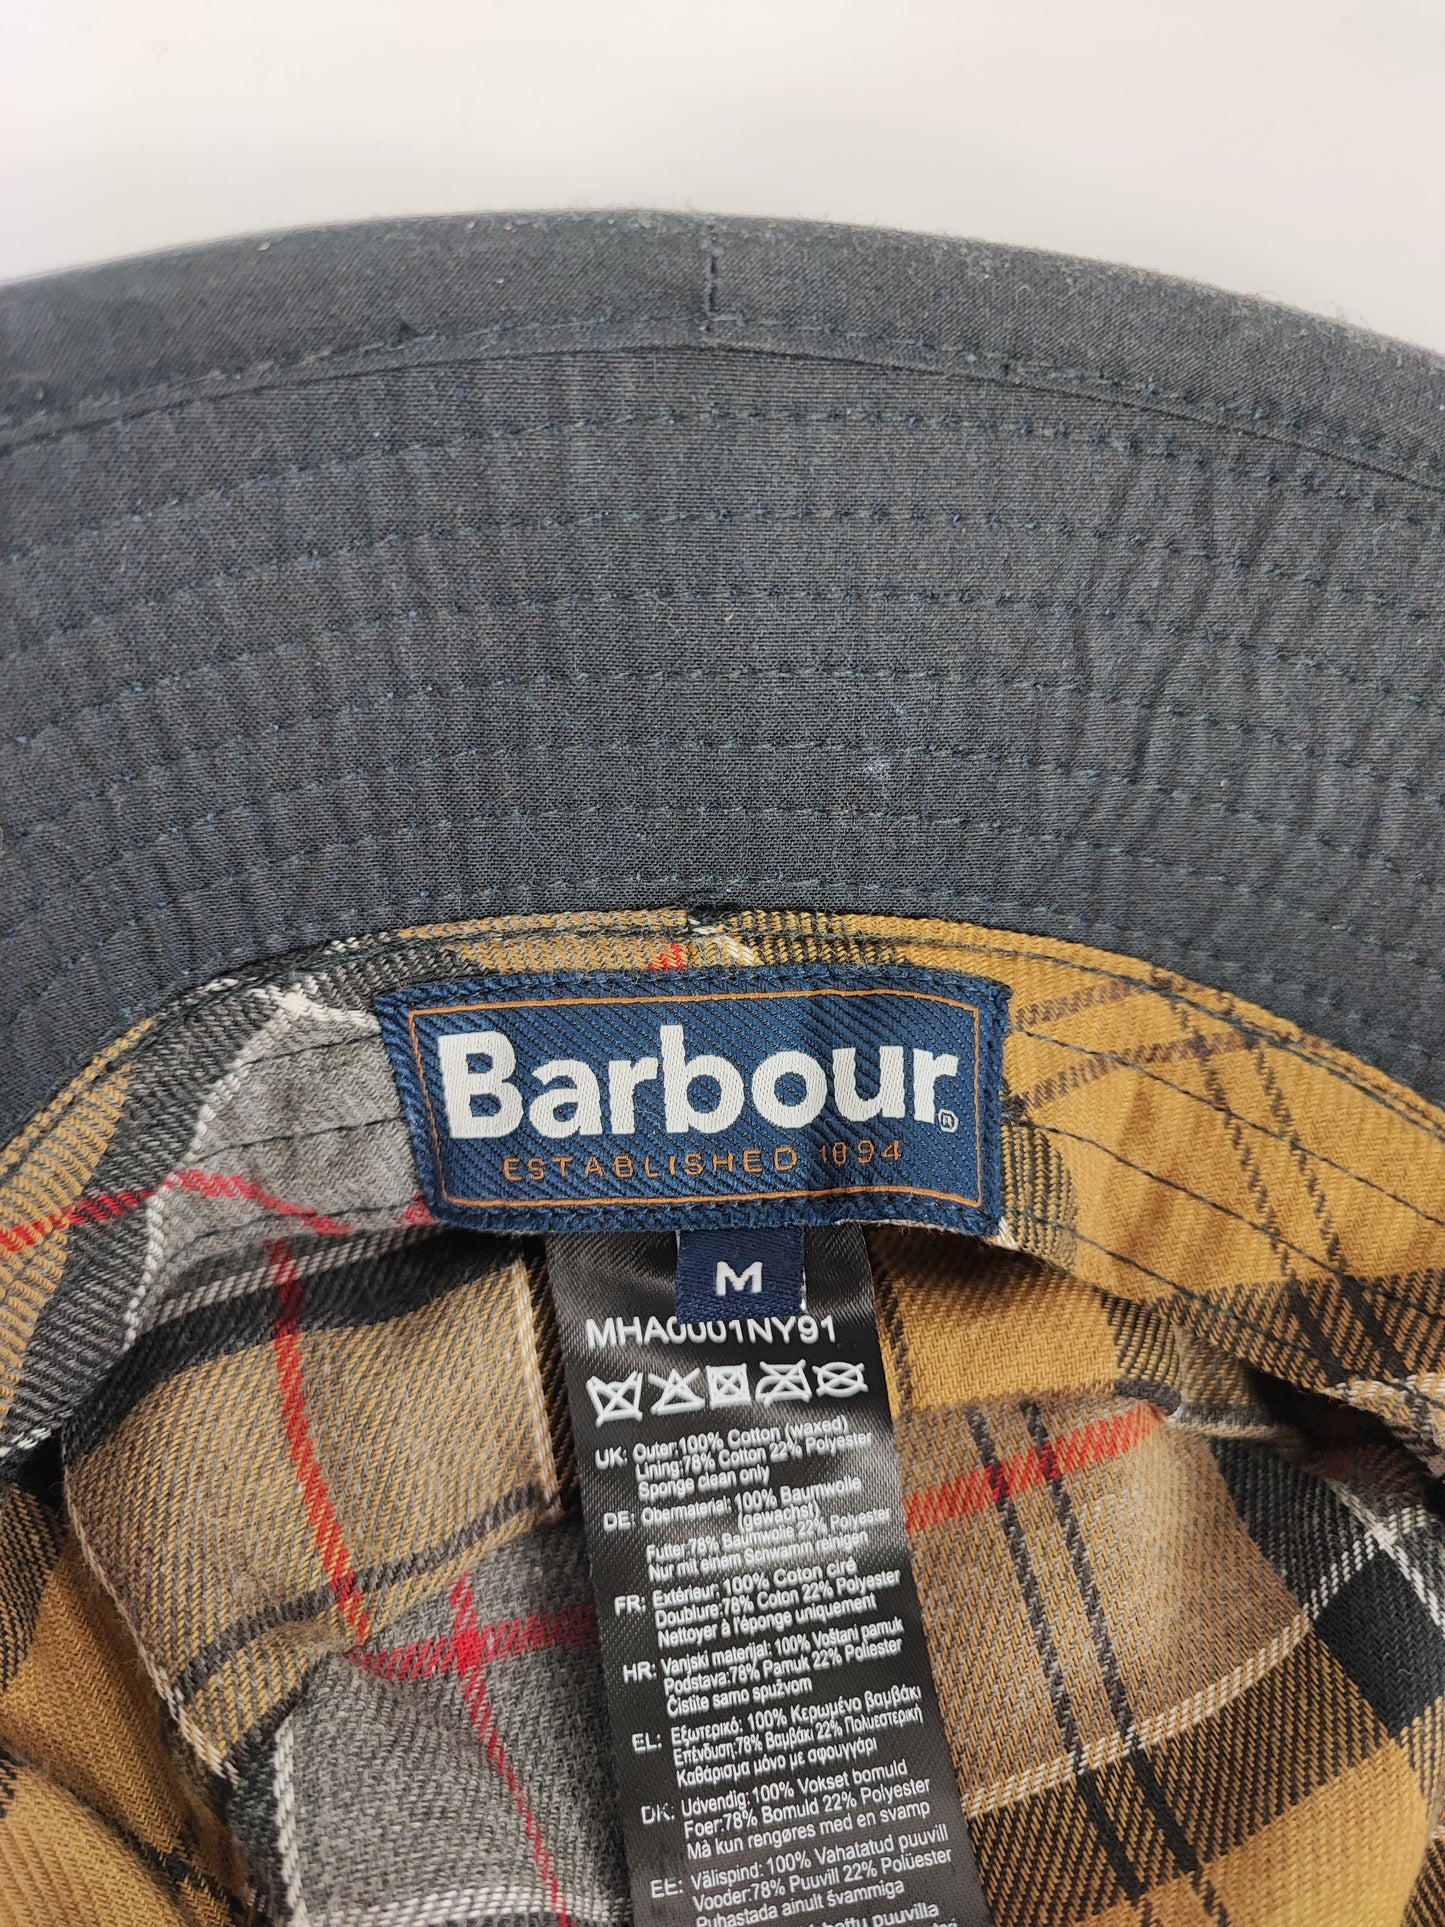 Barbour®
ESTABLISHED 1894
M
MHA0001NY91
UK: Outer:100% Cotton (waxed)
Lining:78% Cotton 22% Polyester
Sponge clean only
DE: Obermaterial: 100% Baumwolle
(gewachst)
Futter:78% Baumwolle 22% Polyester
Nur mit einem Schwamm reinigen
FR: Extérieur: 100% Coton ciré
Doublure:78% Coton 22% Polyester
Nettoyer à l'éponge uniquement
HR: Vanjski materijal: 100% Voštani pamuk
Podstava:78% Pamuk 22% Poliester
Čistite samo spužvom
EL: Εξωτερικό: 100% Κερωμένο βαμβάκι
Επένδυση:78% Βαμβάκι 22% Πολυεστερική
Καθάρισμα μόνο με σφουγγάρι
DK: Udvendig: 100% Vokset bomuld
Foer:78% Bomuld 22% Polyester
Må kun rengøres med en svamp
EE: Välispind: 100% Vahatatud puuvill
Vooder:78% Puuvill 22% Polüester
Puhastada ainult švammiga
puuvilla